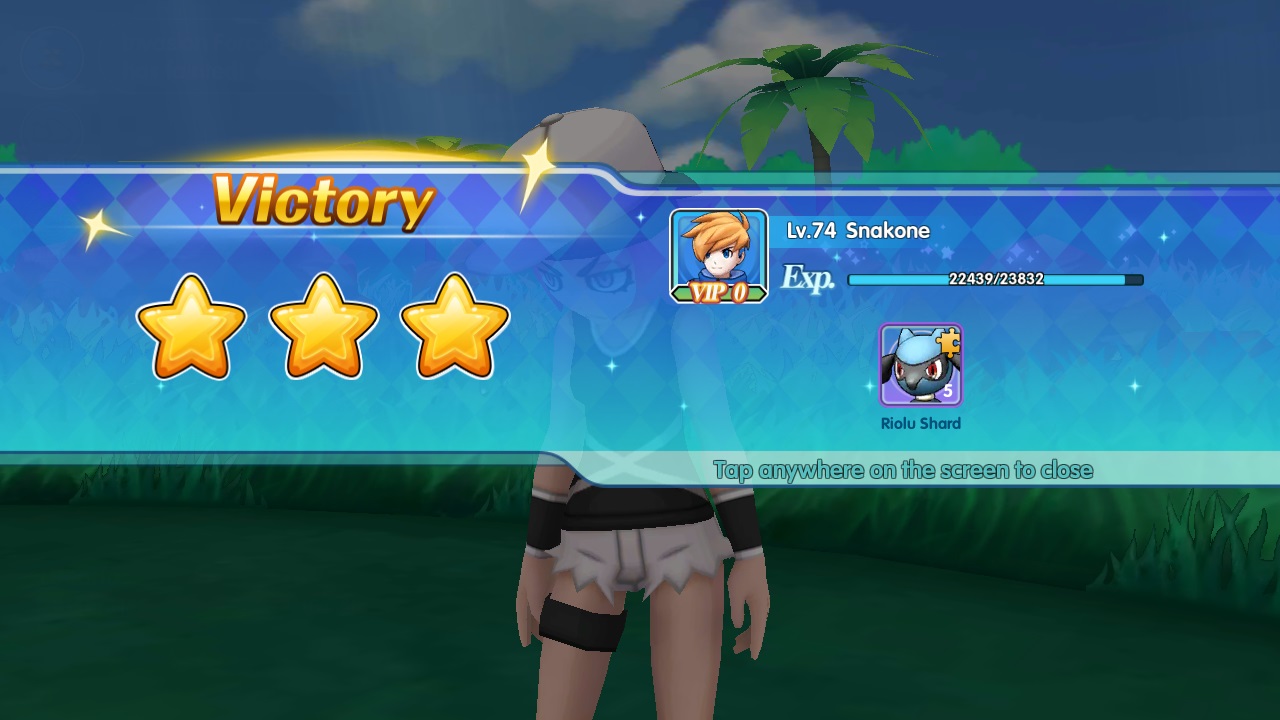 Victory
Lv.74 Snakone
VIP 0
Exp.
22439/23832
5
Riolu Shard
Tap anywhere on the screen to close